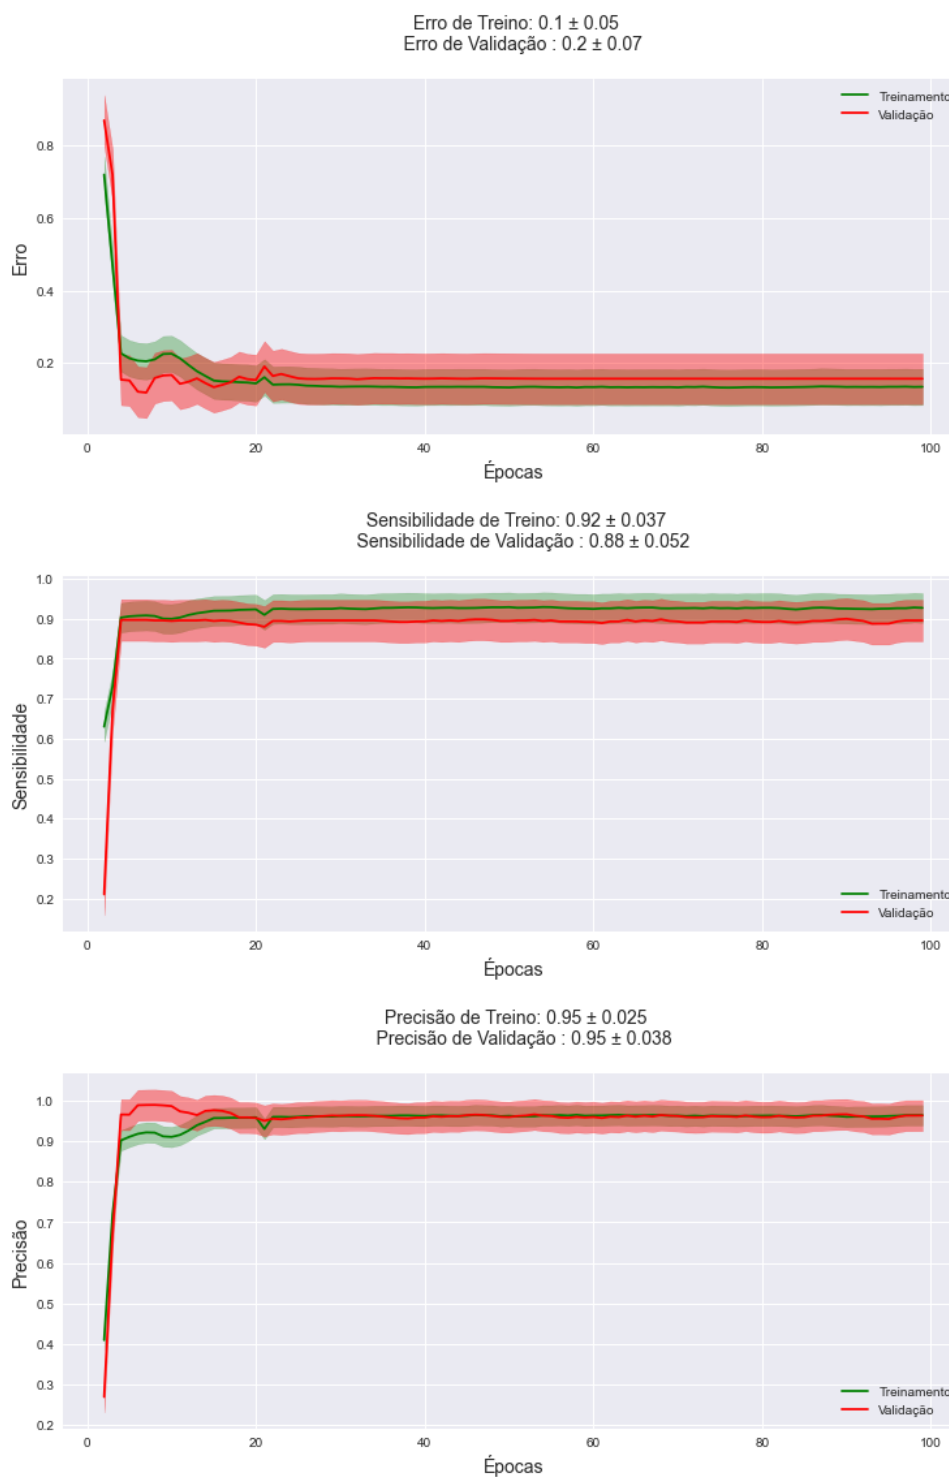 Erro de Treino: 0.1 ± 0.05
Erro de Validação : 0.2 ± 0.07
Treinamento
Validação
0.8
0.6
0.4
0.2
Erro
0
20
40
60
80
100
Épocas
Sensibilidade de Treino: 0.92 ± 0.037
Sensibilidade de Validação : 0.88 ± 0.052
1.0
0.9
0.8
0.7
0.6
0.5
0.4
0.3
0.2
Sensibilidade
Treinamento
Validação
0
20
40
60
80
100
Épocas
Precisão de Treino: 0.95 ± 0.025
Precisão de Validação : 0.95 ± 0.038
1.0
0.9
0.8
0.7
0.6
0.5
0.4
0.3
0.2
Precisão
Treinamento
Validação
0
20
40
60
80
100
Épocas